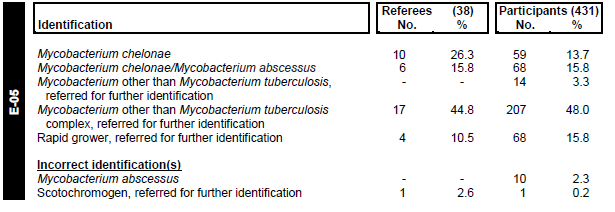 E-05
Referees (38) Participants (431)
Identification No. % No. %
Mycobacterium chelonae 10 26.3 59 13.7
Mycobacterium chelonae/Mycobacterium abscessus 6 15.8 68 15.8
Mycobacterium other than Mycobacterium tuberculosis, - - 14 3.3
referred for further identification
Mycobacterium other than Mycobacterium tuberculosis 17 44.8 207 48.0
complex, referred for further identification
Rapid grower, referred for further identification 4 10.5 68 15.8
Incorrect identification(s)
Mycobacterium abscessus - - 10 2.3
Scotochromogen, referred for further identification 1 2.6 1 0.2